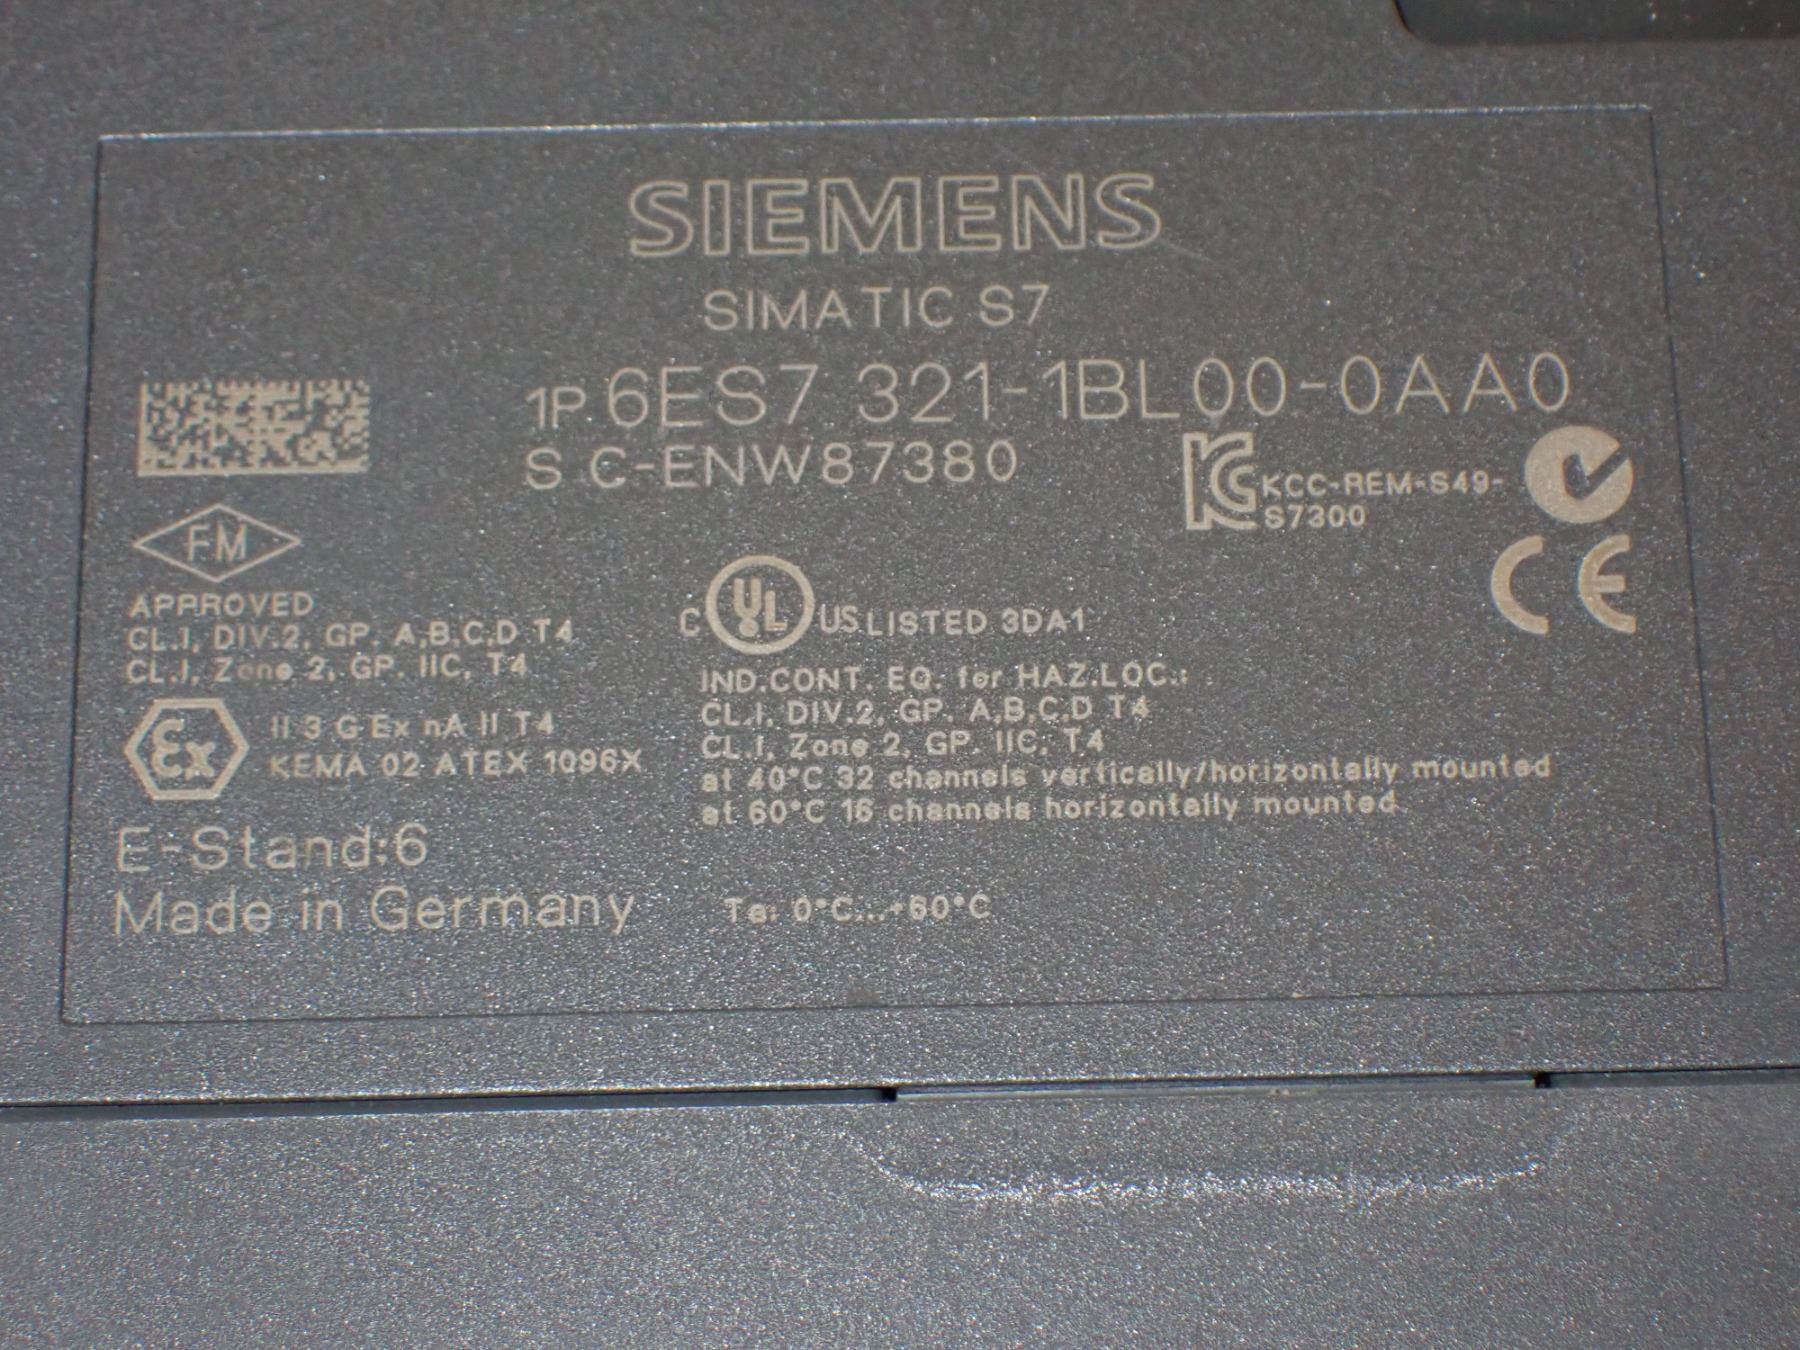 SIEMENS
SIMATIC S7
1P 6ES7 321-1BL00-0AA0
S C-ENW87380
KCC-REM-S49-
S7300
FM
APPROVED
CL.I, DIV.2, GP. A,B,C,D T4
CL.I, Zone 2, GP. IIC, T4
Ex
II 3 G Ex nA II T4
KEMA 02 ATEX 1096X
C UL US LISTED 3DA1
CE
IND.CONT. EQ. for HAZ.LOC.:
CL.I, DIV.2, GP. A,B,C,D T4
CL.I, Zone 2, GP. IIC, T4
at 40°C 32 channels vertically/horizontally mounted
at 60°C 16 channels horizontally mounted
E-Stand:6
Made in Germany
Ta: 0°C...+60°C